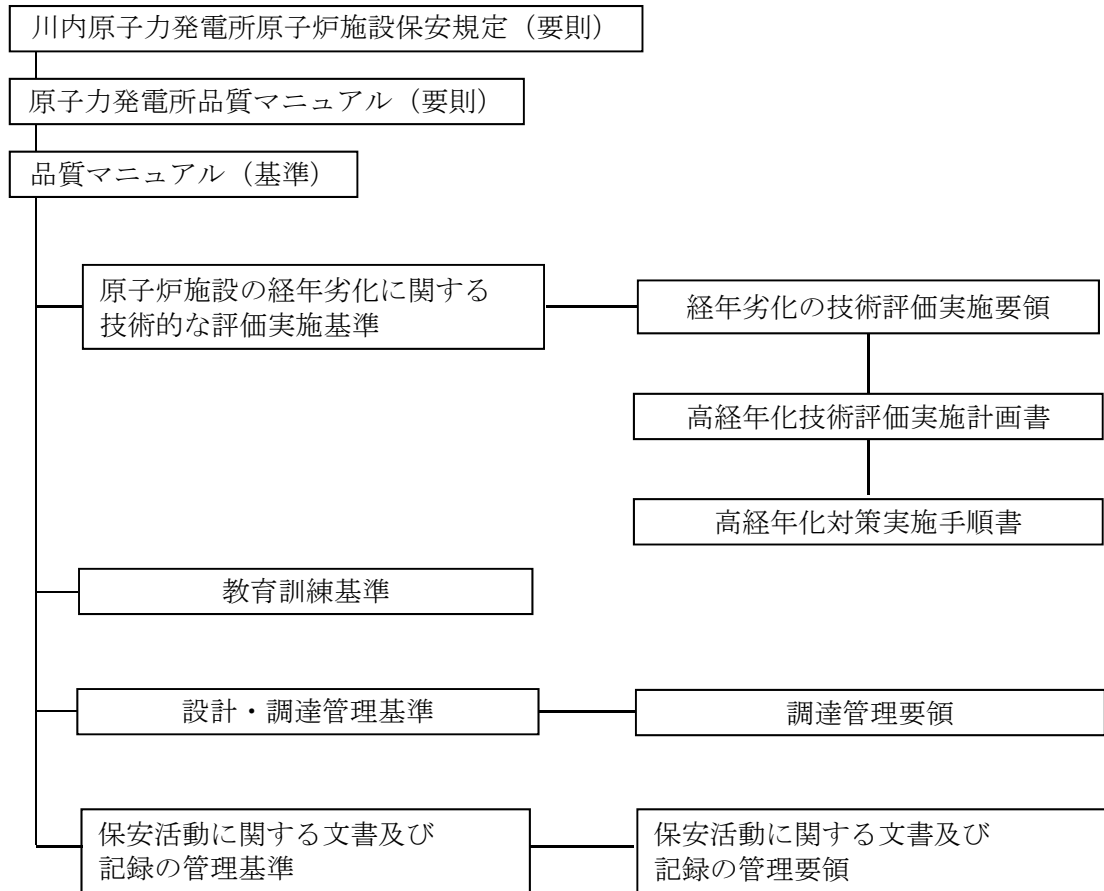 川内原子力発電所原子炉施設保安規定（要則）
原子力発電所品質マニュアル（要則）
品質マニュアル（基準）
原子炉施設の経年劣化に関する
技術的な評価実施基準
経年劣化の技術評価実施要領
高経年化技術評価実施計画書
高経年化対策実施手順書
教育訓練基準
設計・調達管理基準
調達管理要領
保安活動に関する文書及び
記録の管理基準
保安活動に関する文書及び
記録の管理要領